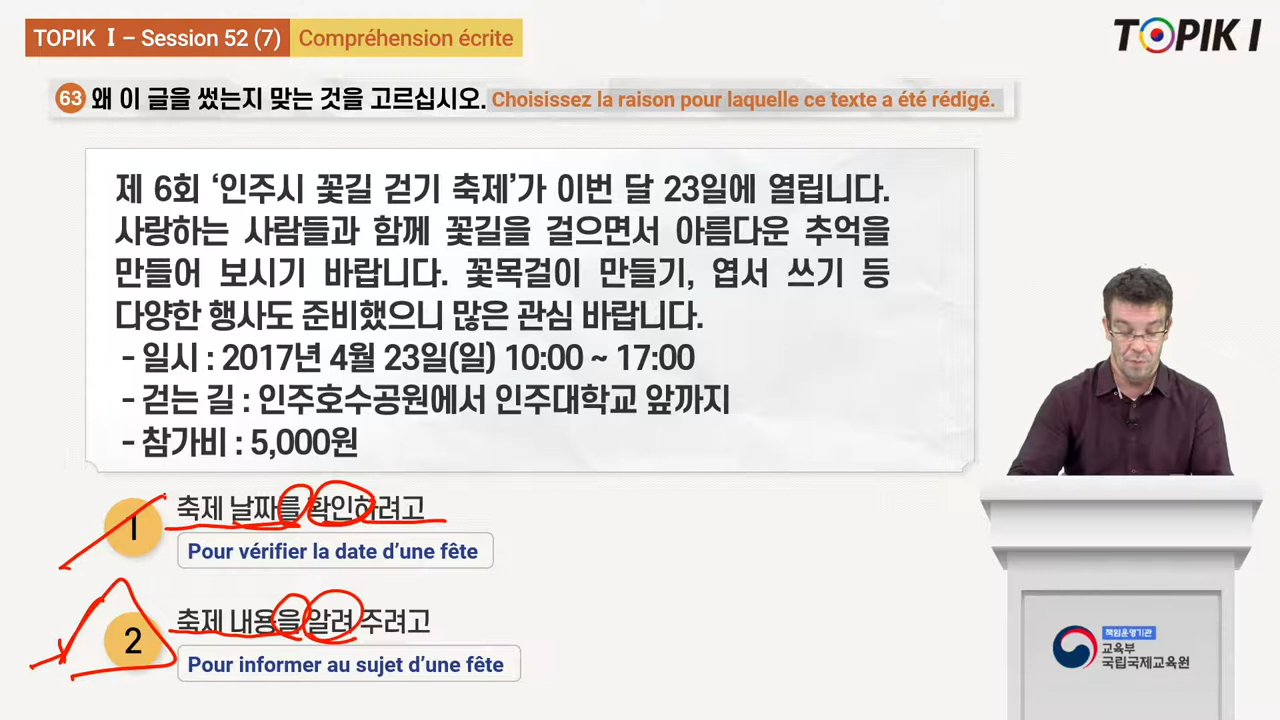 TOPIK Ⅰ – Session 52 (7) Compréhension écrite
TOPIK I
63 왜 이 글을 썼는지 맞는 것을 고르십시오. Choisissez la raison pour laquelle ce texte a été rédigé.
제 6회 ‘인주시 꽃길 걷기 축제’가 이번 달 23일에 열립니다.
사랑하는 사람들과 함께 꽃길을 걸으면서 아름다운 추억을
만들어 보시기 바랍니다. 꽃목걸이 만들기, 엽서 쓰기 등
다양한 행사도 준비했으니 많은 관심 바랍니다.
- 일시 : 2017년 4월 23일(일) 10:00 ~ 17:00
- 걷는 길 : 인주호수공원에서 인주대학교 앞까지
- 참가비 : 5,000원
1 축제 날짜를 확인하려고
Pour vérifier la date d’une fête
2 축제 내용을 알려 주려고
Pour informer au sujet d’une fête
책임운영기관
교육부
국립국제교육원